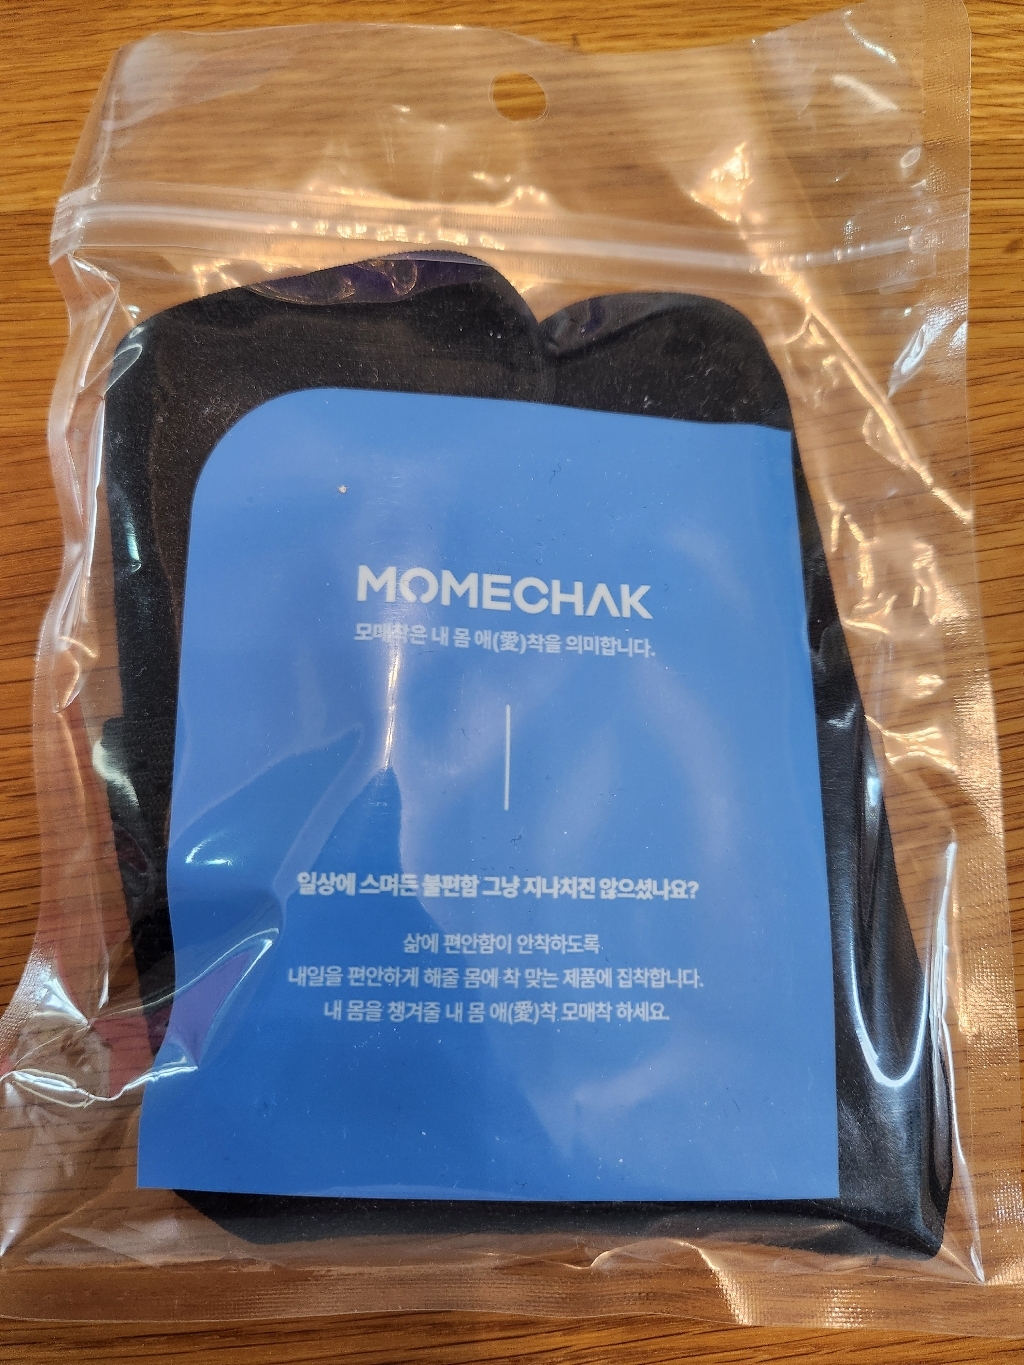 MOMECHAK
모매착은 내 몸 애(愛)착을 의미합니다.
일상에 스며든 불편함 그냥 지나치진 않으셨나요?
삶에 편안함이 안착하도록
내일을 편안하게 해줄 몸에 착 맞는 제품에 집착합니다.
내 몸을 챙겨줄 내 몸 애(愛)착 모매착 하세요.